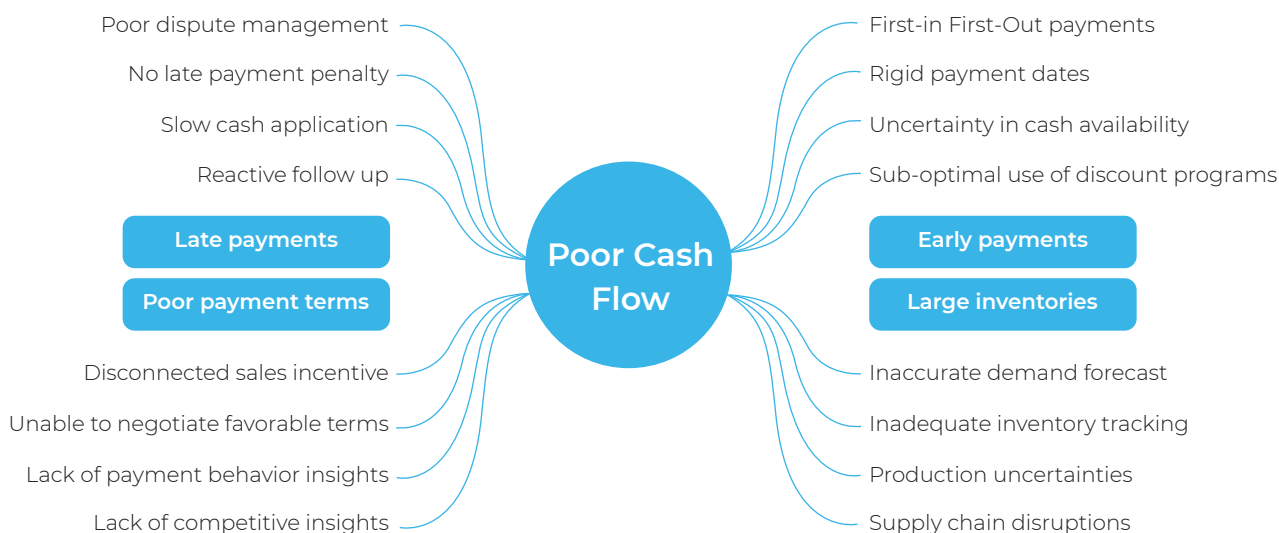 Poor dispute management
No late payment penalty
Slow cash application
Reactive follow up
Late payments
Poor payment terms
Disconnected sales incentive
Unable to negotiate favorable terms
Lack of payment behavior insights
Lack of competitive insights
Poor Cash
Flow
First-in First-Out payments
Rigid payment dates
Uncertainty in cash availability
Sub-optimal use of discount programs
Early payments
Large inventories
Inaccurate demand forecast
Inadequate inventory tracking
Production uncertainties
Supply chain disruptions